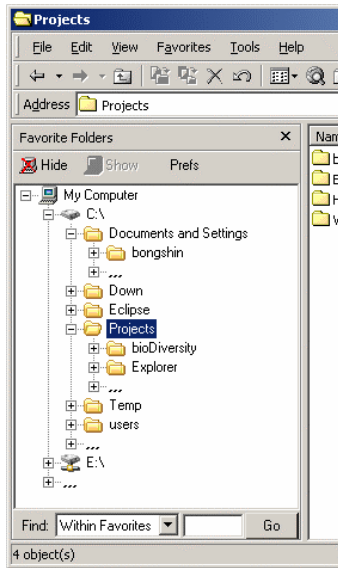 Projects
File Edit View Favorites Tools Help
Address Projects
Favorite Folders
Hide Show Prefs
My Computer
C:\
Documents and Settings
bongshin
...
Down
Eclipse
Projects
bioDiversity
Explorer
...
Temp
users
...
E:\
...
Find: Within Favorites Go
4 object(s)